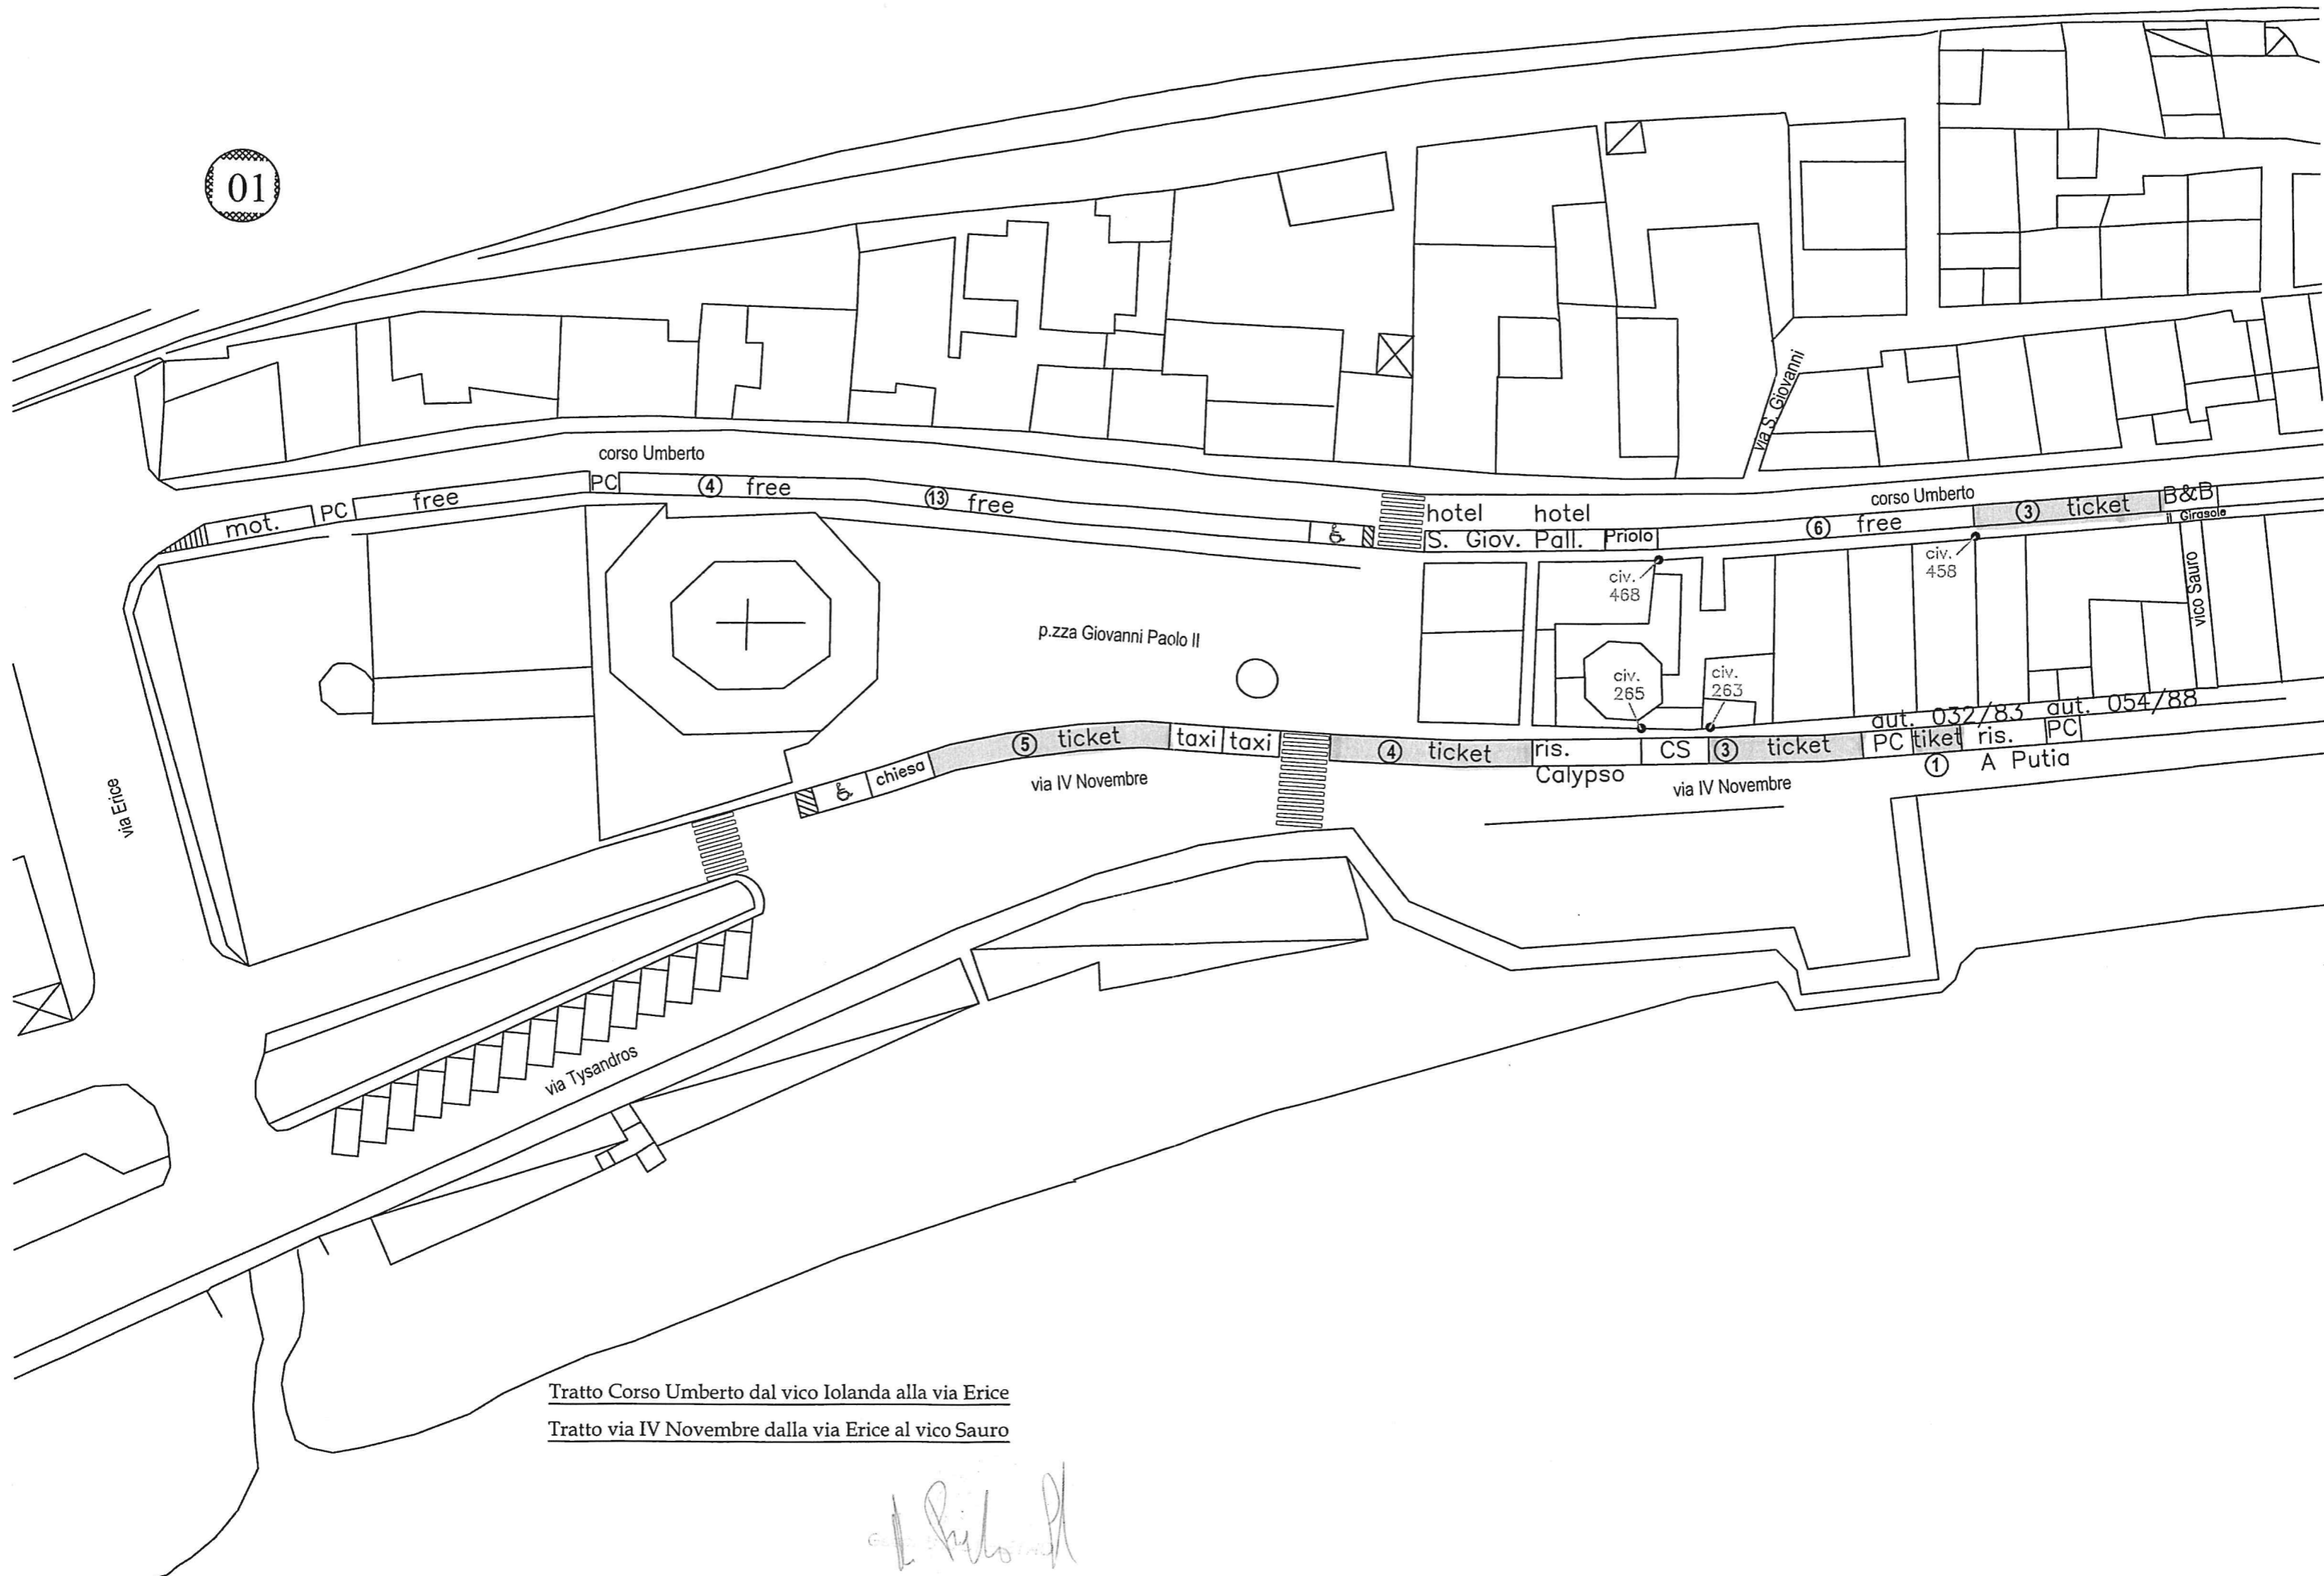 01
via S. Giovanni
corso Umberto
mot.
PC
free
PC
④ free
⑬ free
hotel hotel
S. Giov. Pall. Priolo
corso Umberto
⑥ free
③ ticket
B&B
il Girasole
civ.
468
civ.
458
vico Sauro
p.zza Giovanni Paolo II
civ.
265
civ.
263
aut. 032/83 aut. 054/88
via Erice
chiesa
⑤ ticket
taxi taxi
④ ticket
ris.
Calypso
CS
③ ticket
PC
tiket
①
ris.
A Putia
PC
via IV Novembre
via IV Novembre
via Tysandros
Tratto Corso Umberto dal vico Iolanda alla via Erice
Tratto via IV Novembre dalla via Erice al vico Sauro